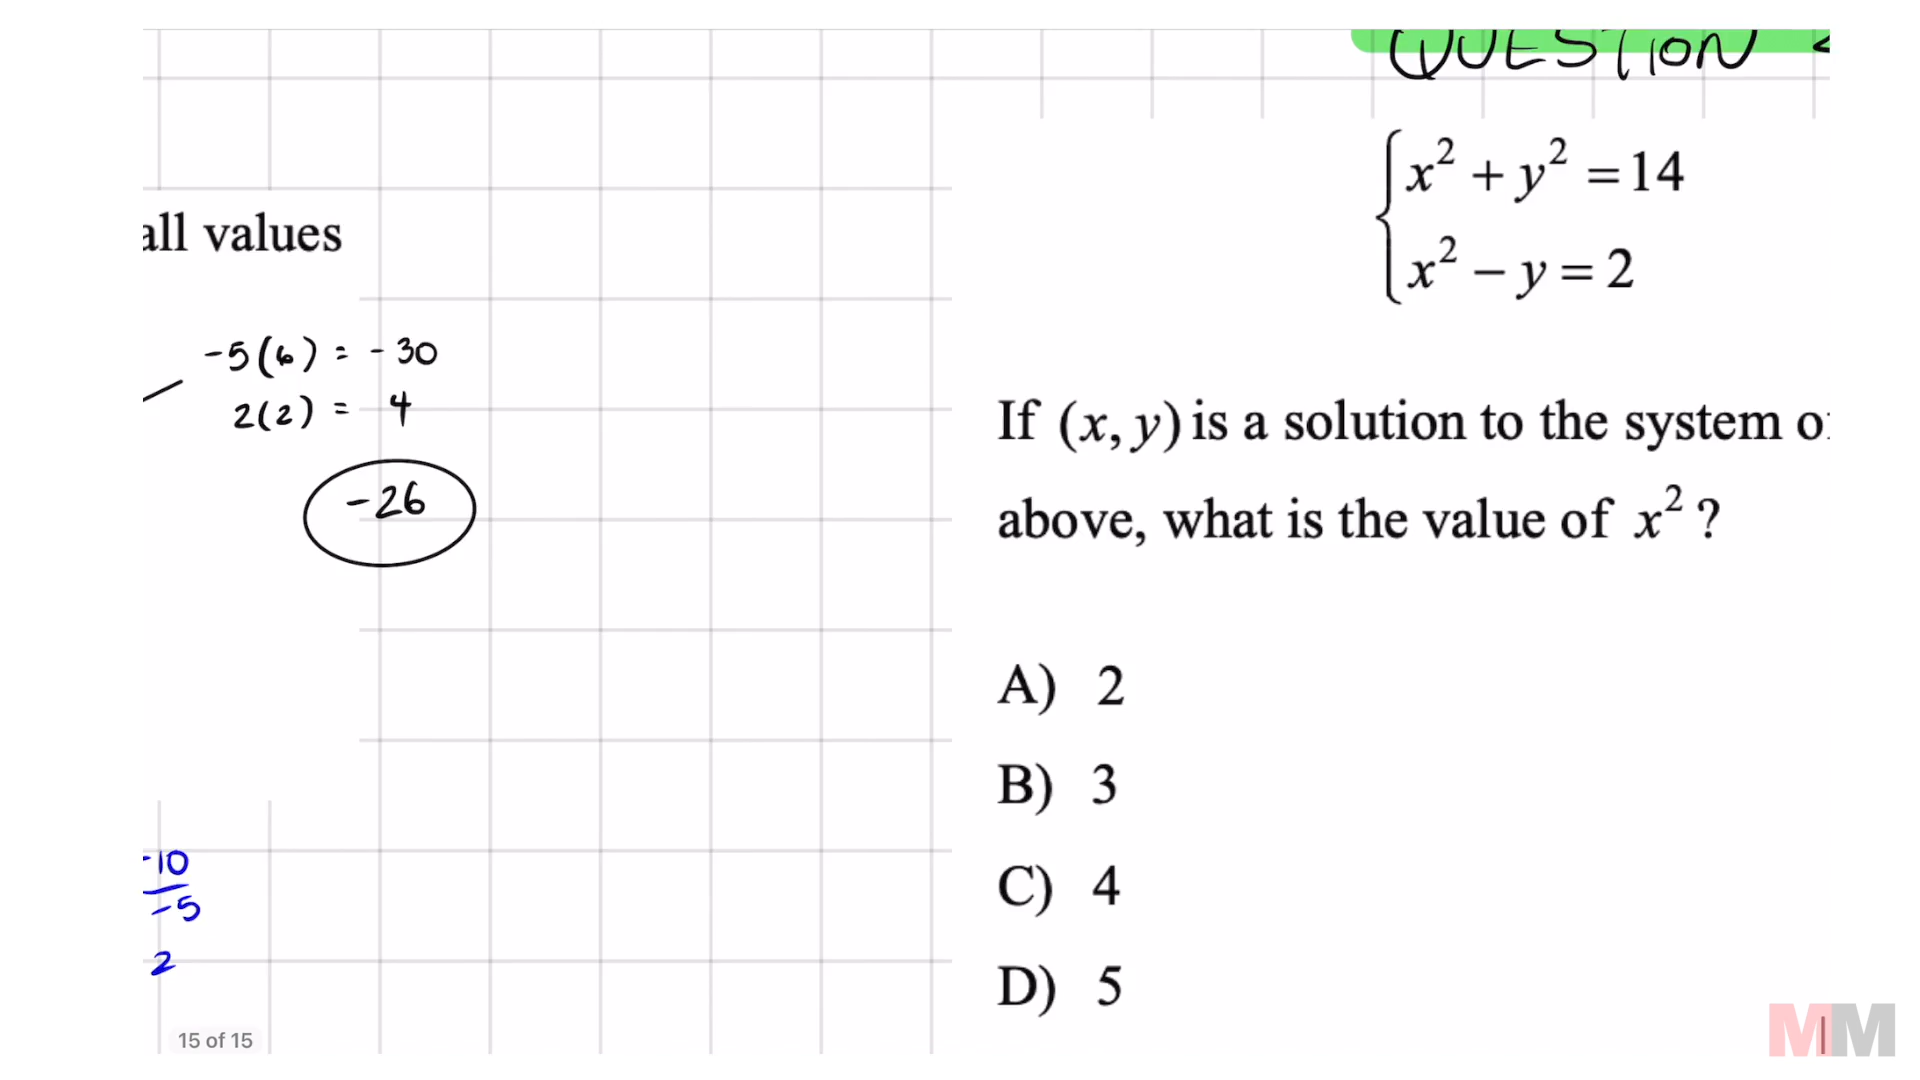 all values
-5(6) = -30
2(2) = 4
-26
-10
-5
2
15 of 15
QUESTION
x² + y² = 14
x² − y = 2
If (x, y) is a solution to the system
above, what is the value of x² ?
A) 2
B) 3
C) 4
D) 5
MM